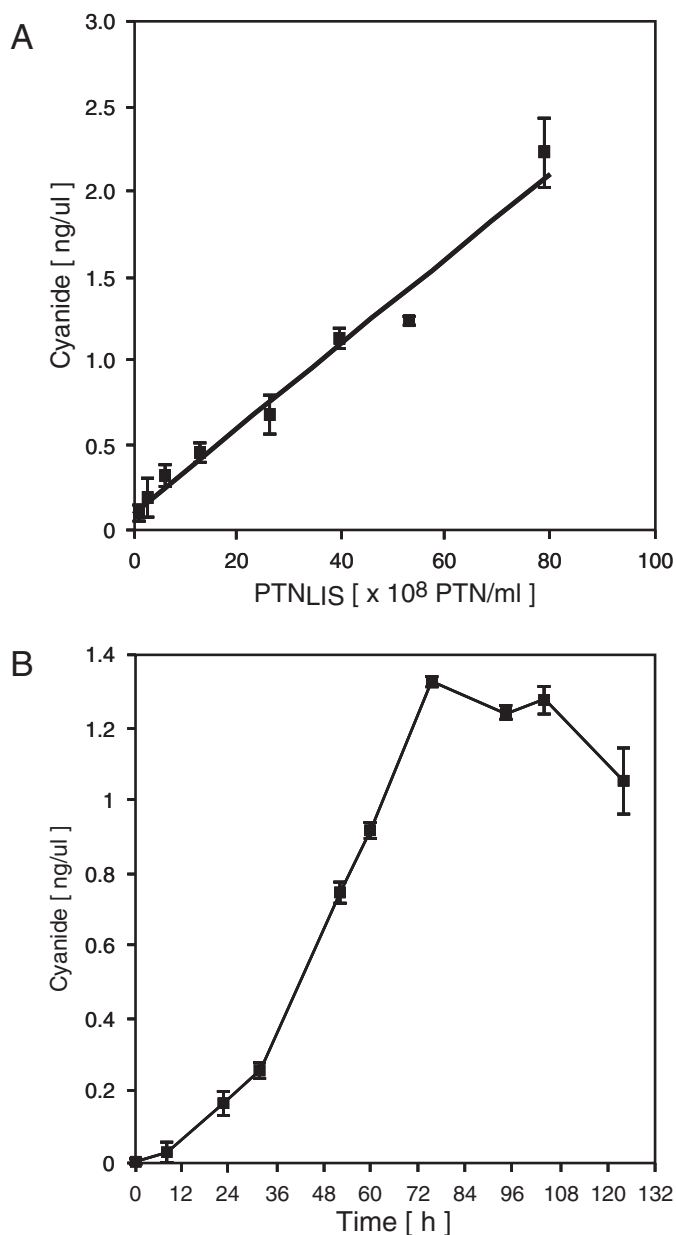 A
3.0
2.5
2.0
1.5
1.0
0.5
0
Cyanide [ ng/ul ]
0 20 40 60 80 100
PTNLIS [ x 10⁸ PTN/ml ]
B
1.4
1.2
1
0.8
0.6
0.4
0.2
0
Cyanide [ ng/ul ]
0 12 24 36 48 60 72 84 96 108 120 132
Time [ h ]